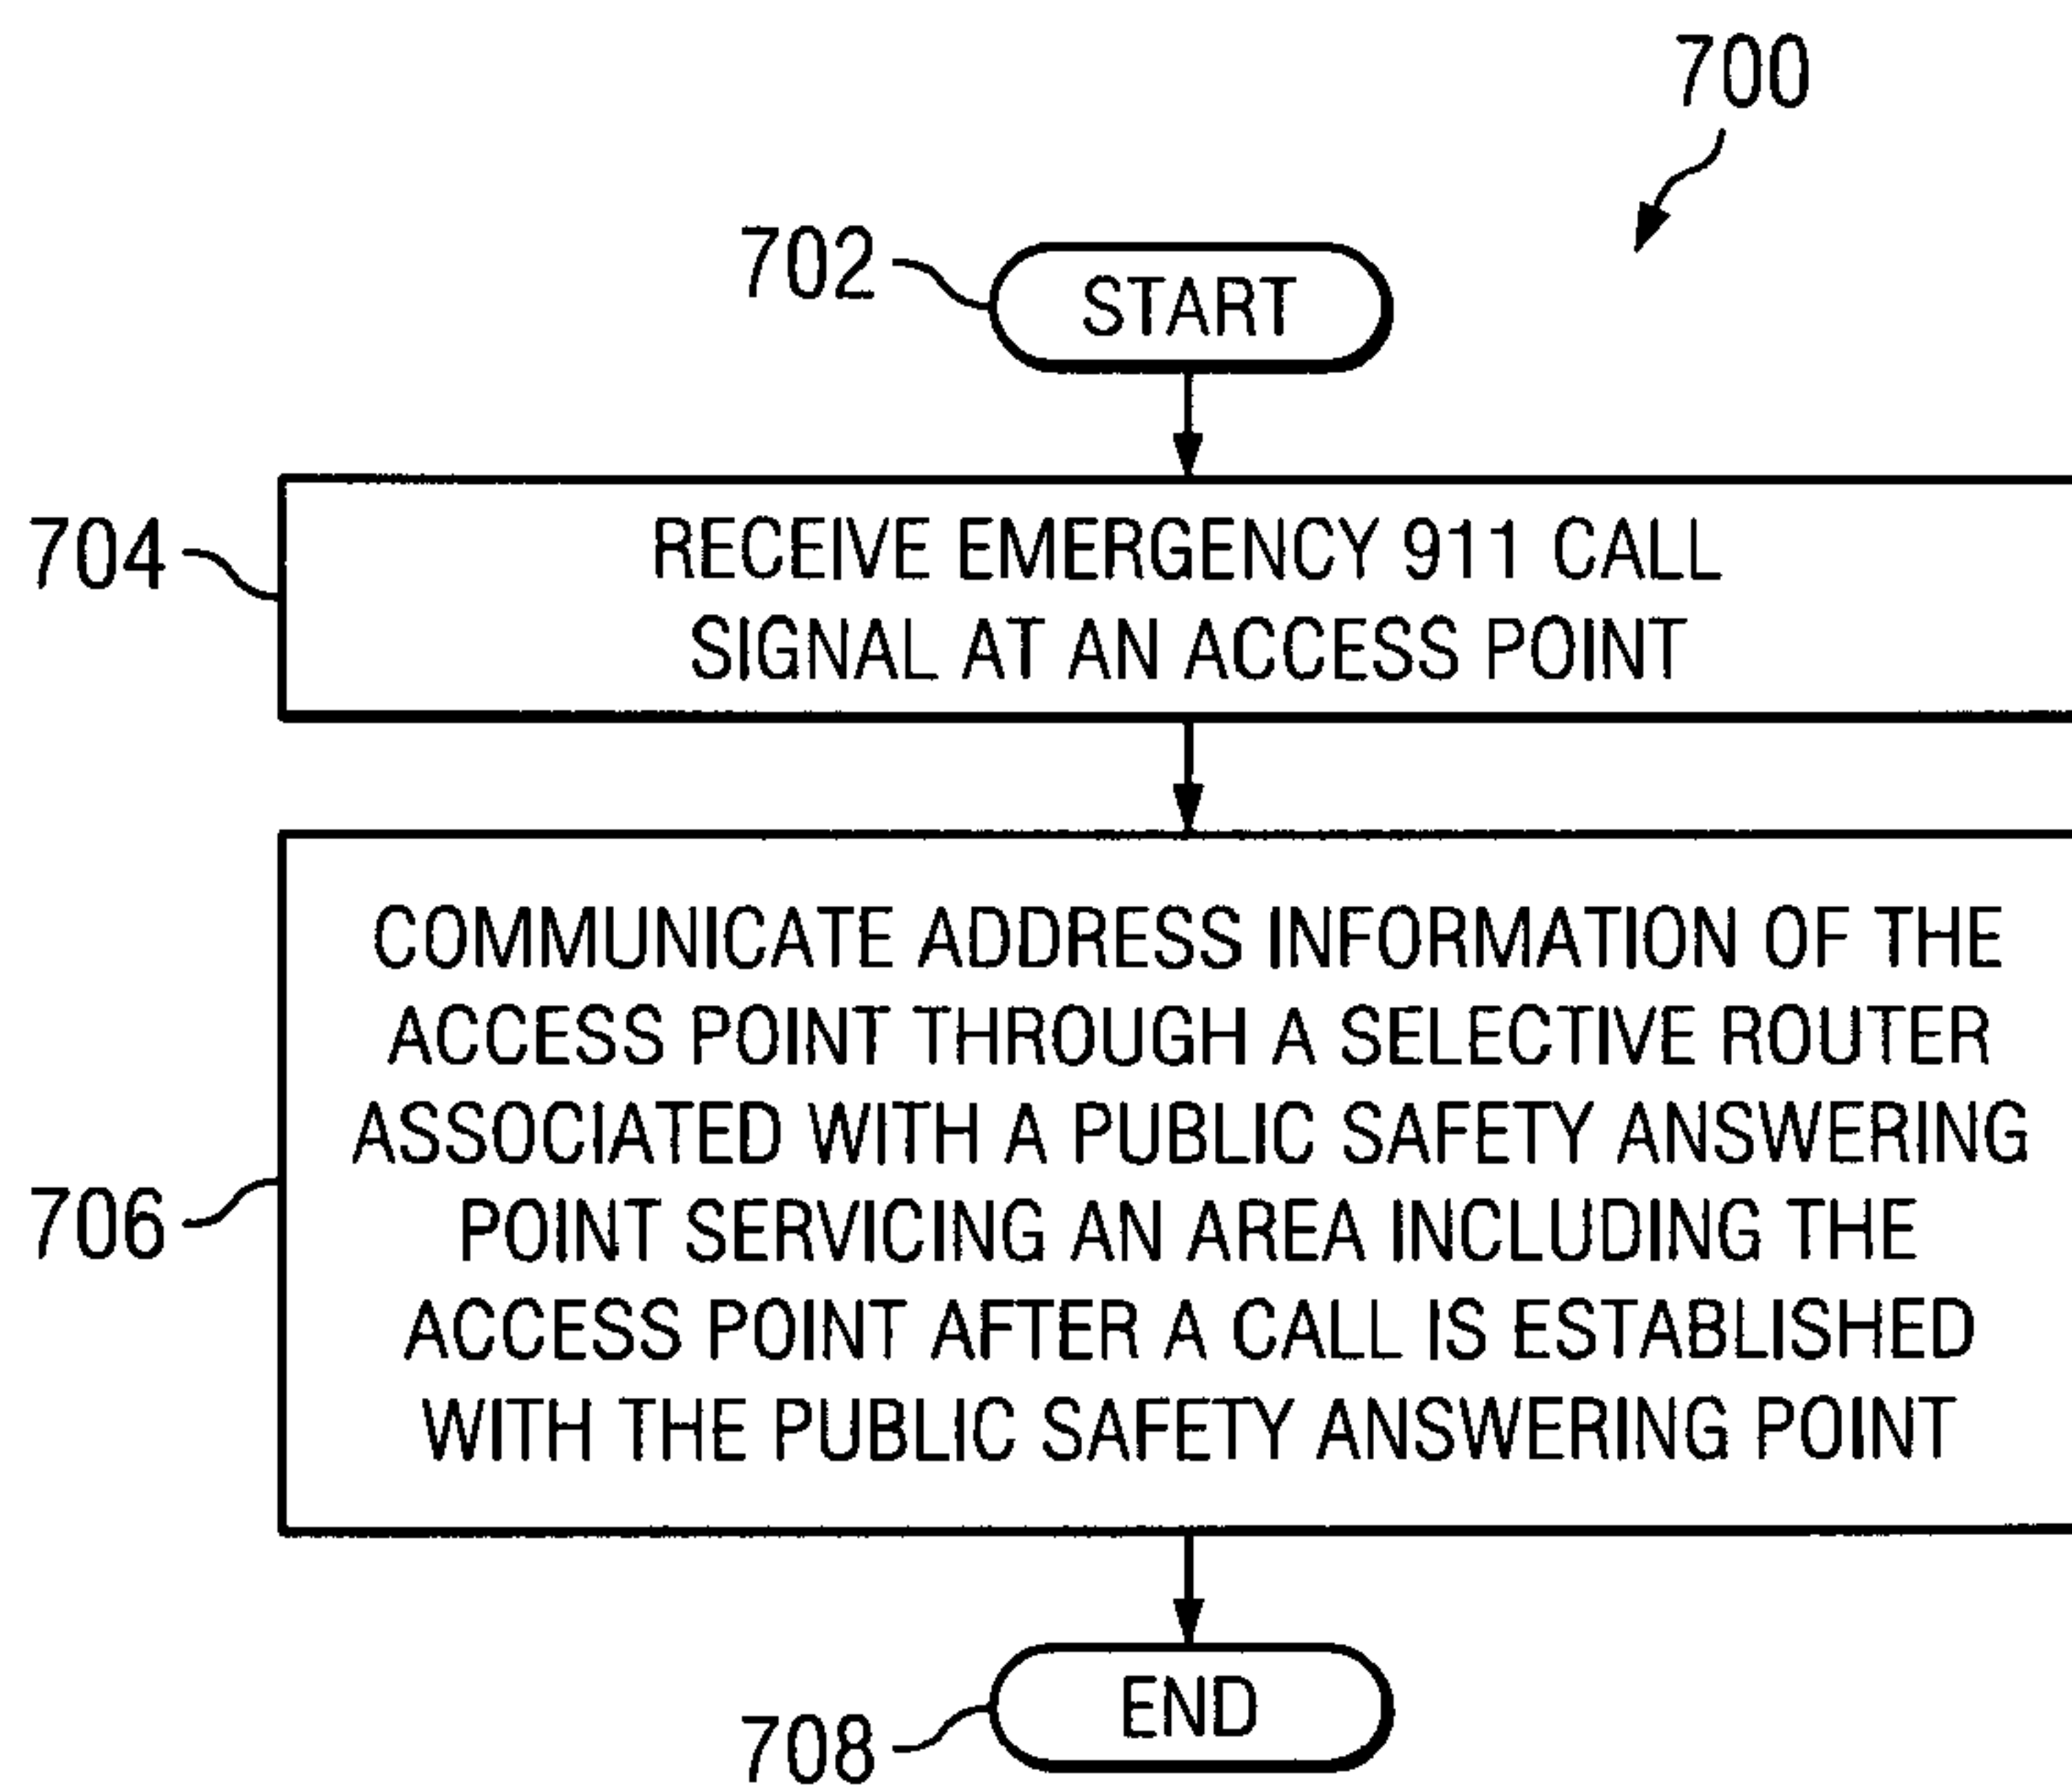 700
702
START
704
RECEIVE EMERGENCY 911 CALL
SIGNAL AT AN ACCESS POINT
706
COMMUNICATE ADDRESS INFORMATION OF THE
ACCESS POINT THROUGH A SELECTIVE ROUTER
ASSOCIATED WITH A PUBLIC SAFETY ANSWERING
POINT SERVICING AN AREA INCLUDING THE
ACCESS POINT AFTER A CALL IS ESTABLISHED
WITH THE PUBLIC SAFETY ANSWERING POINT
708
END